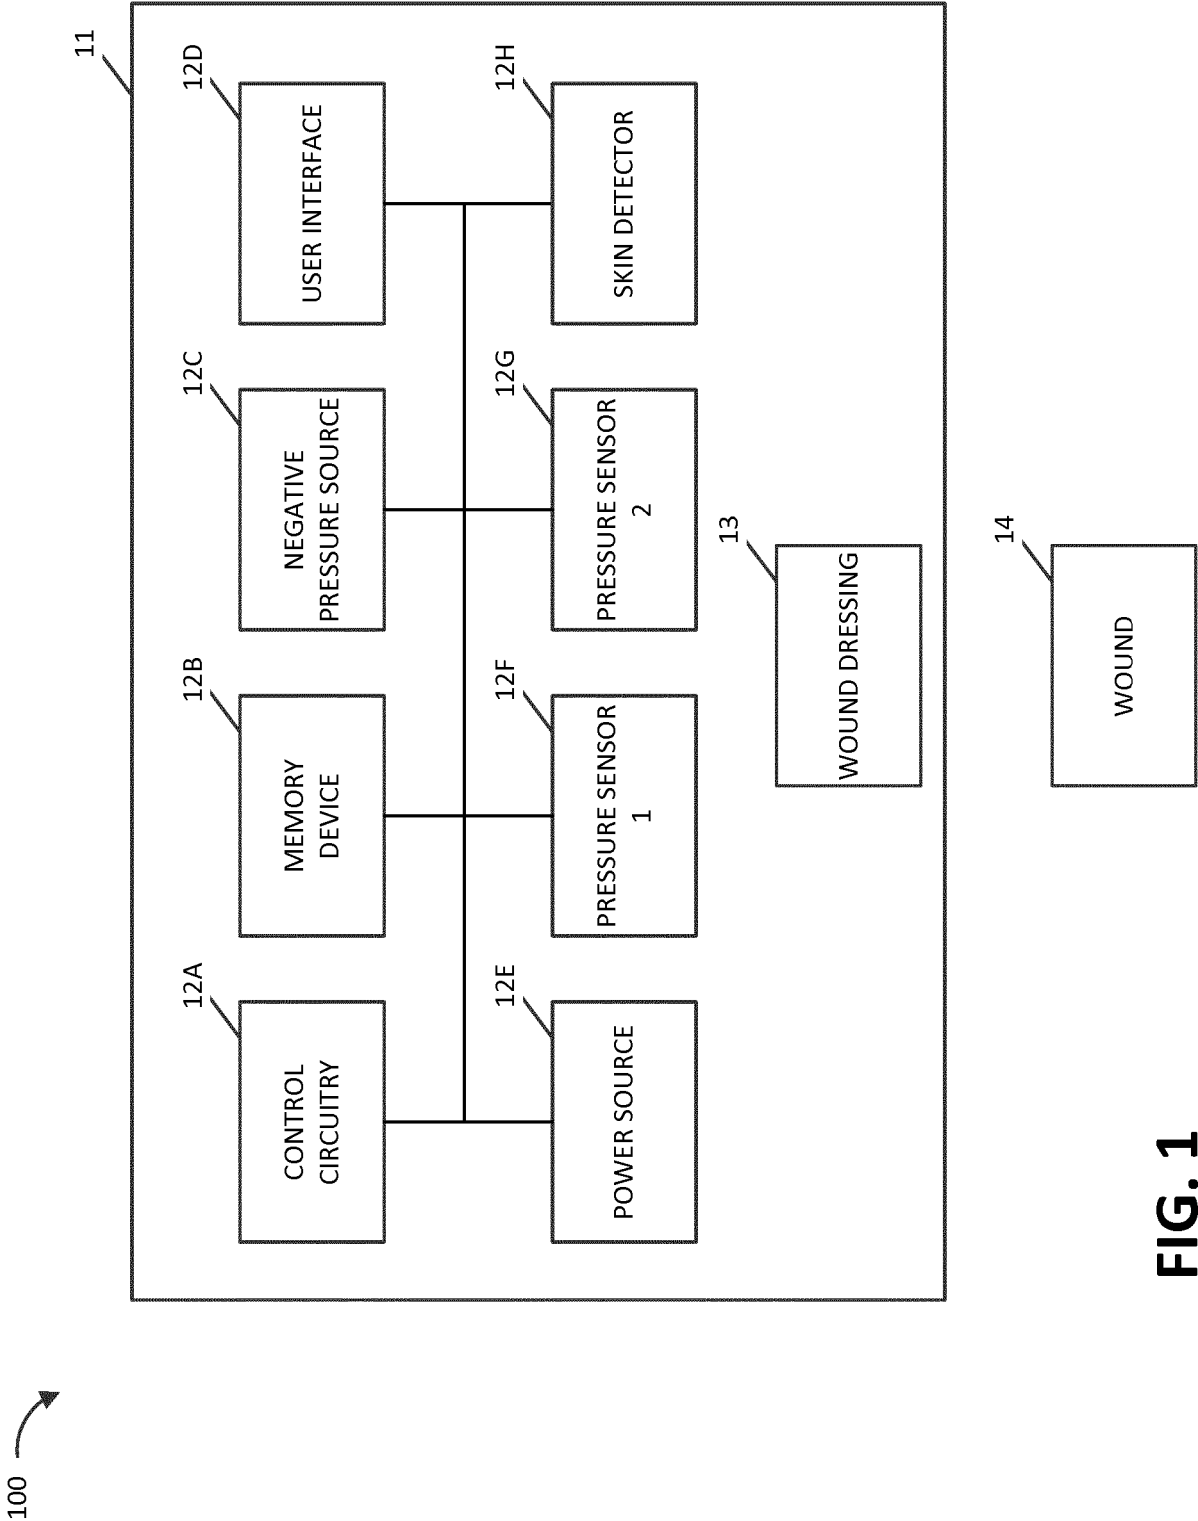 100
11
12A
CONTROL
CIRCUITRY
12B
MEMORY
DEVICE
12C
NEGATIVE
PRESSURE SOURCE
12D
USER INTERFACE
12E
POWER SOURCE
12F
PRESSURE SENSOR
1
12G
PRESSURE SENSOR
2
12H
SKIN DETECTOR
13
WOUND DRESSING
14
WOUND
FIG. 1